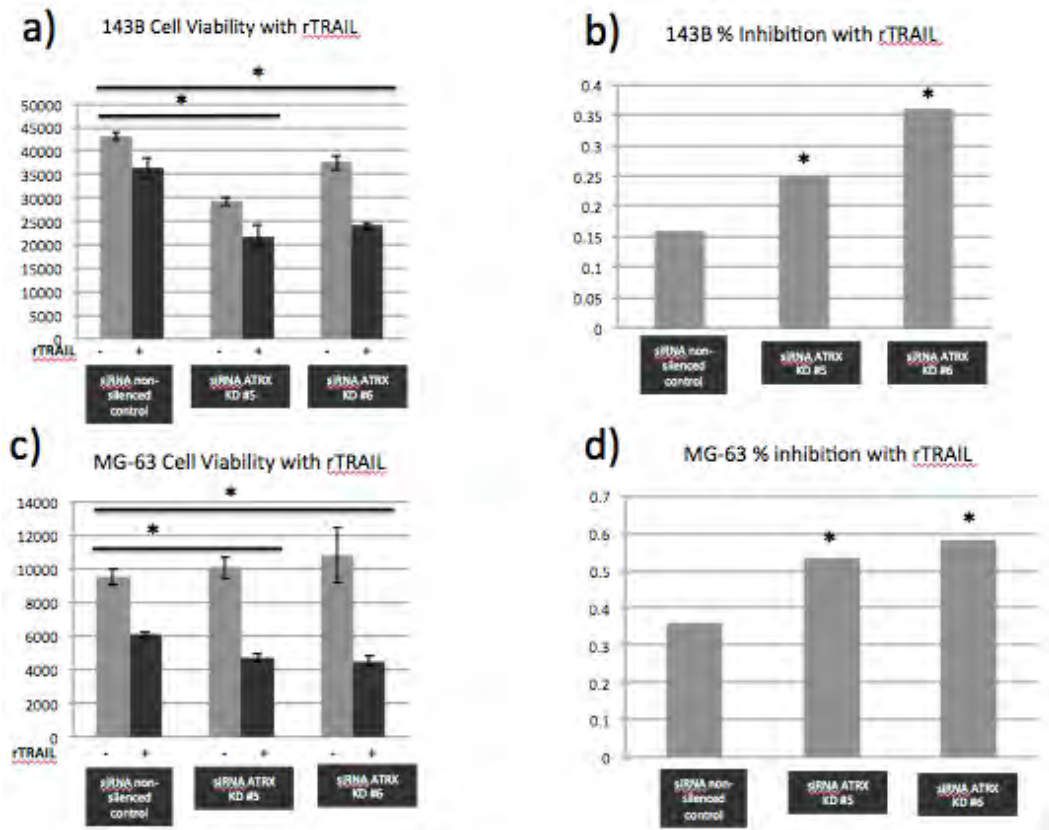 a)
143B Cell Viability with rTRAIL
*
*
50000
45000
40000
35000
30000
25000
20000
15000
10000
5000
0
rTRAIL - + - + - +
siRNA non-
silenced
control
siRNA ATRX
KD #5
siRNA ATRX
KD #6
b)
143B % Inhibition with rTRAIL
0.4
0.35
0.3
0.25
0.2
0.15
0.1
0.05
0
*
*
siRNA non-
silenced
control
siRNA ATRX
KD #5
siRNA ATRX
KD #6
c)
MG-63 Cell Viability with rTRAIL
*
*
14000
12000
10000
8000
6000
4000
2000
0
rTRAIL - + - + - +
siRNA non-
silenced
control
siRNA ATRX
KD #5
siRNA ATRX
KD #6
d)
MG-63 % inhibition with rTRAIL
0.7
0.6
0.5
0.4
0.3
0.2
0.1
0
*
*
siRNA non-
silenced
control
siRNA ATRX
KD #5
siRNA ATRX
KD #6